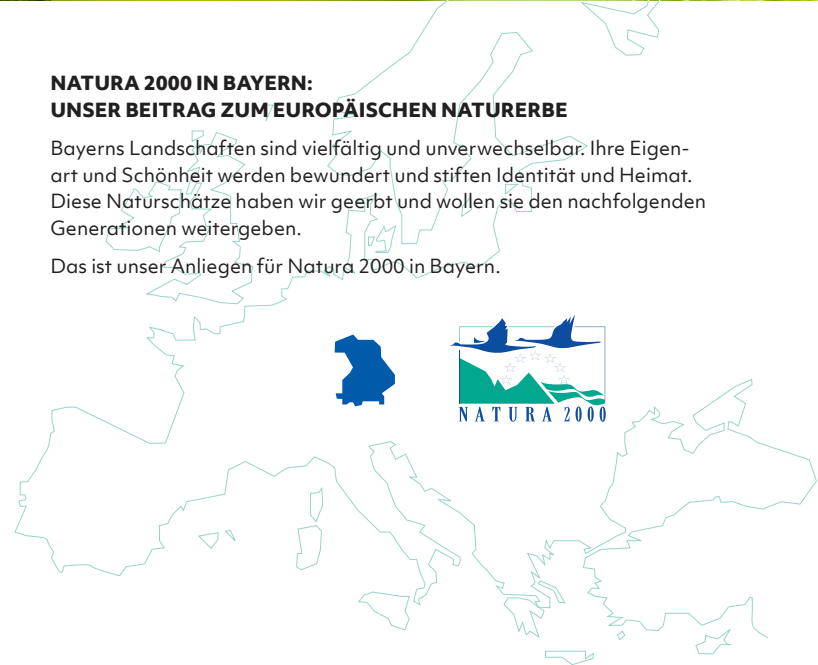 NATURA 2000 IN BAYERN:
UNSER BEITRAG ZUM EUROPÄISCHEN NATURERBE
Bayerns Landschaften sind vielfältig und unverwechselbar. Ihre Eigen-
art und Schönheit werden bewundert und stiften Identität und Heimat.
Diese Naturschätze haben wir geerbt und wollen sie den nachfolgenden
Generationen weitergeben.
Das ist unser Anliegen für Natura 2000 in Bayern.
NATURA 2000